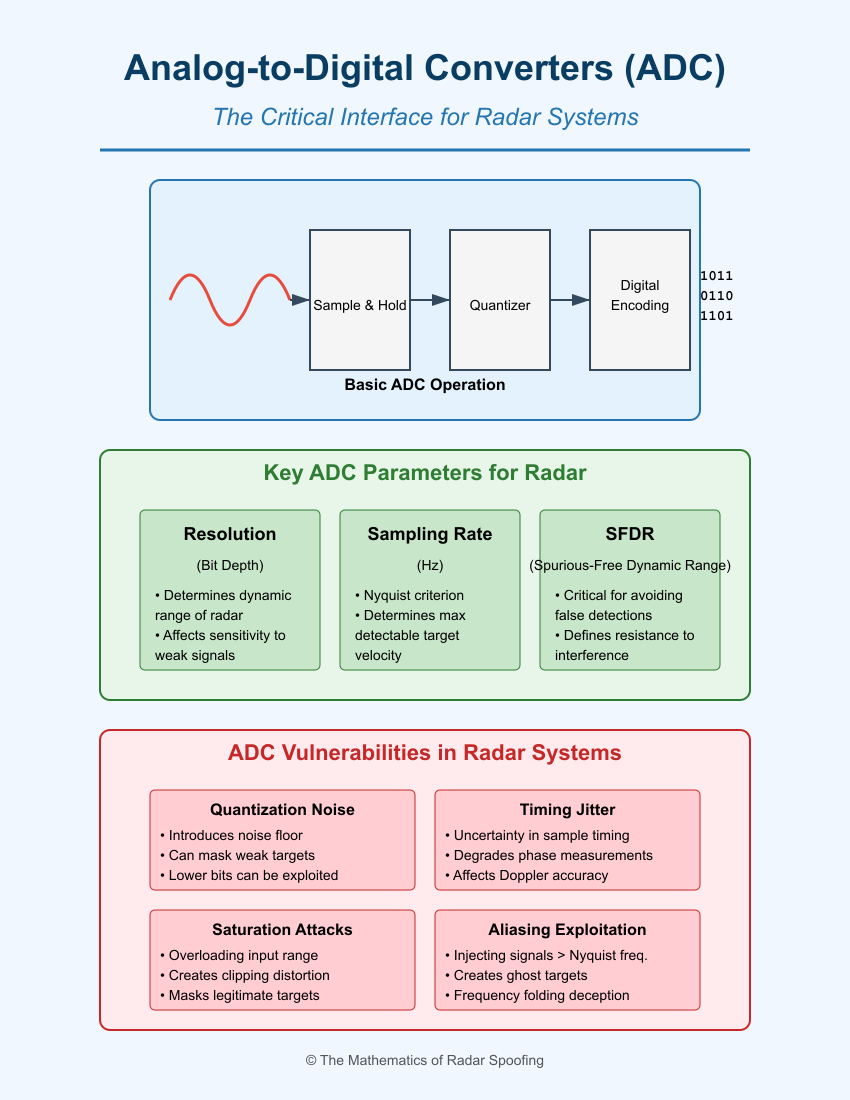 Analog-to-Digital Converters (ADC)
The Critical Interface for Radar Systems
Sample & Hold
Quantizer
Digital
Encoding
1011
0110
1101
Basic ADC Operation
Key ADC Parameters for Radar
Resolution
(Bit Depth)
• Determines dynamic
range of radar
• Affects sensitivity to
weak signals
Sampling Rate
(Hz)
• Nyquist criterion
• Determines max
detectable target
velocity
SFDR
(Spurious-Free Dynamic Range)
• Critical for avoiding
false detections
• Defines resistance to
interference
ADC Vulnerabilities in Radar Systems
Quantization Noise
• Introduces noise floor
• Can mask weak targets
• Lower bits can be exploited
Timing Jitter
• Uncertainty in sample timing
• Degrades phase measurements
• Affects Doppler accuracy
Saturation Attacks
• Overloading input range
• Creates clipping distortion
• Masks legitimate targets
Aliasing Exploitation
• Injecting signals > Nyquist freq.
• Creates ghost targets
• Frequency folding deception
© The Mathematics of Radar Spoofing